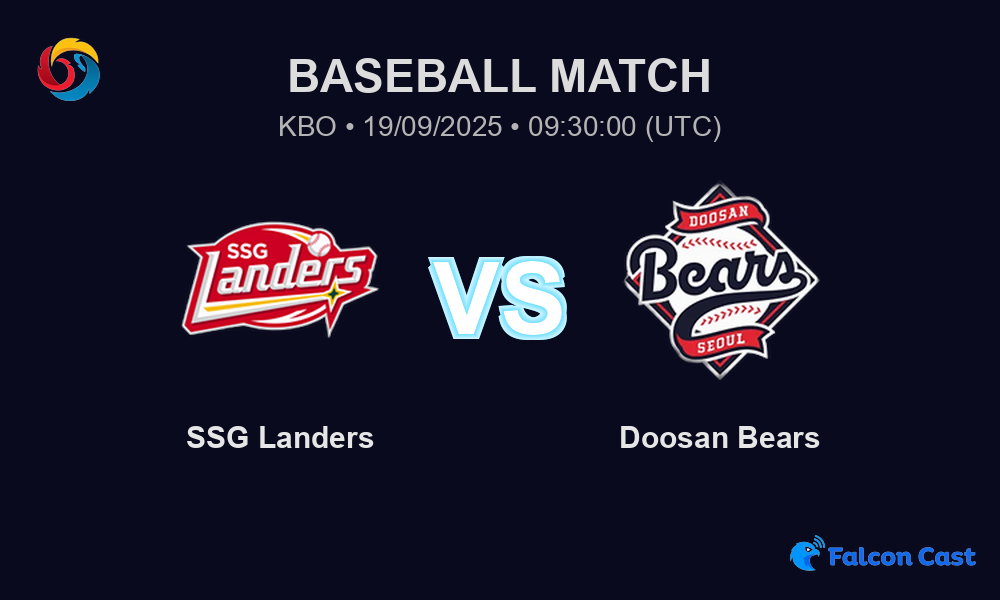 BASEBALL MATCH
KBO • 19/09/2025 • 09:30:00 (UTC)
SSG
Landers
VS
DOOSAN
Bears
SEOUL
SSG Landers
Doosan Bears
Falcon Cast